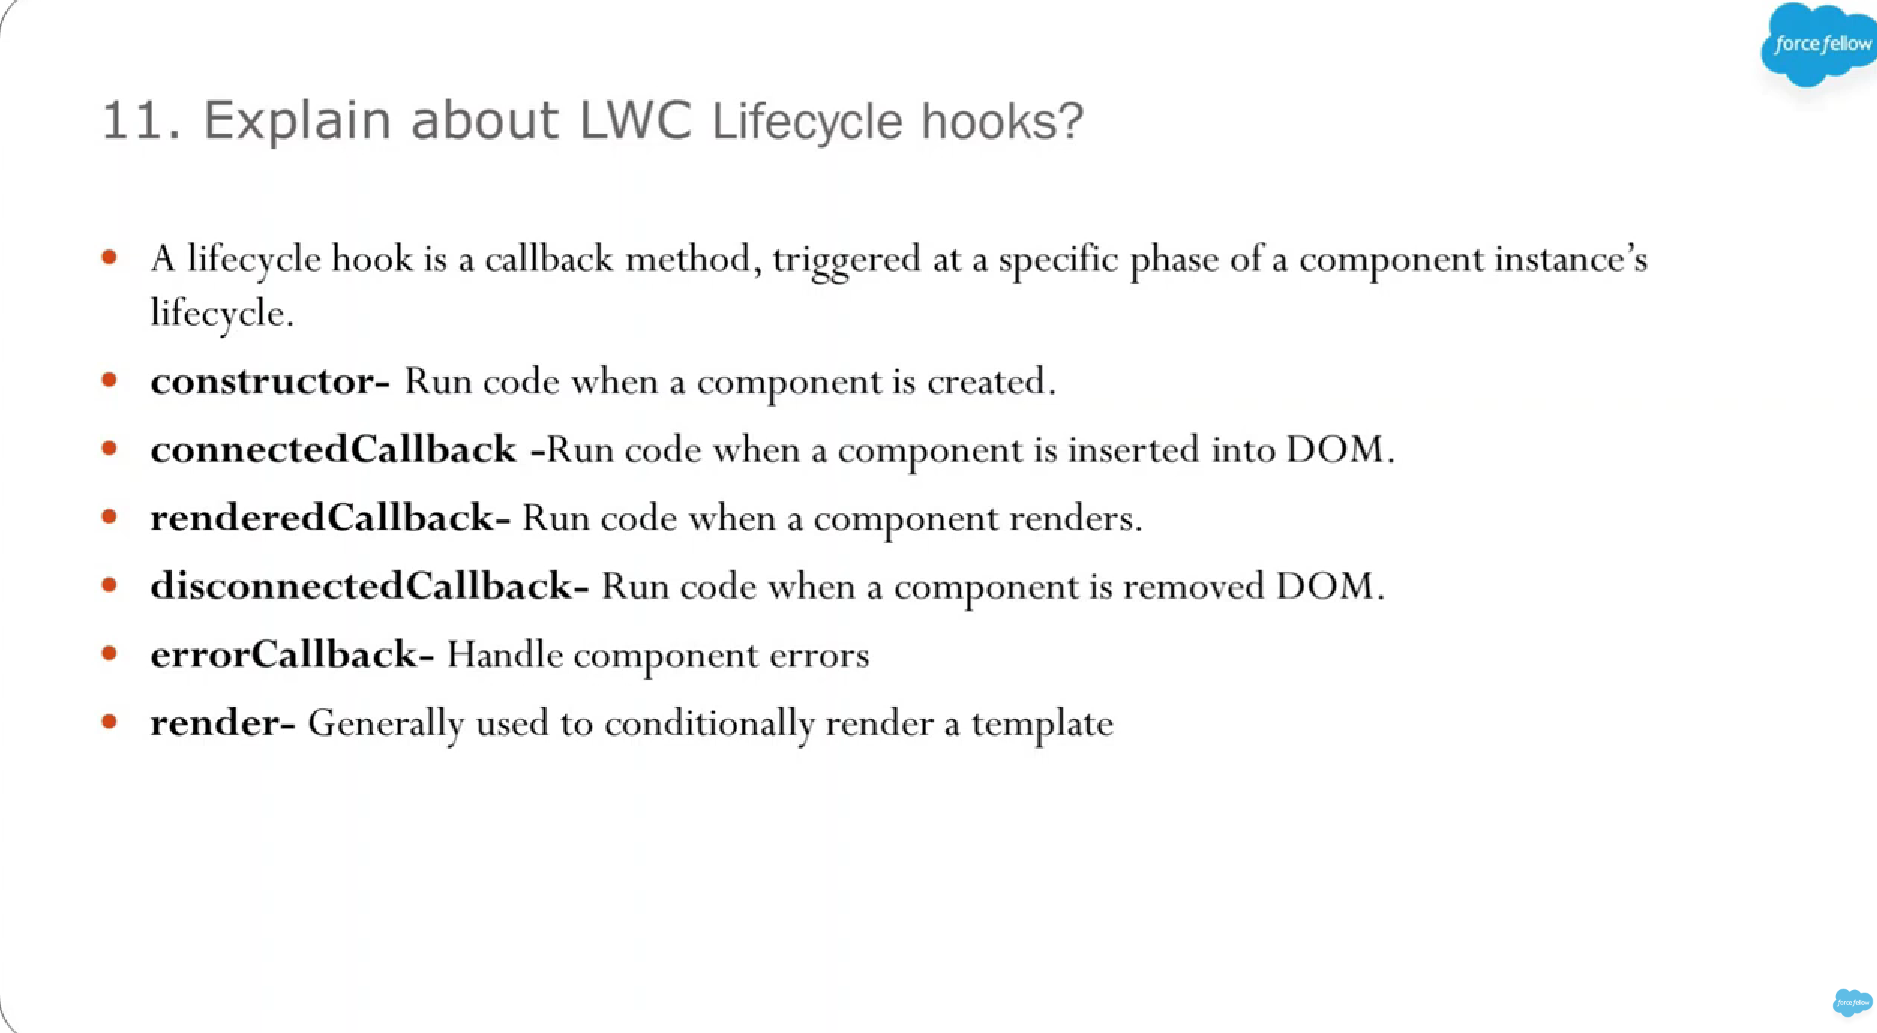 force fellow
11. Explain about LWC Lifecycle hooks?
• A lifecycle hook is a callback method, triggered at a specific phase of a component instance’s
lifecycle.
• constructor- Run code when a component is created.
• connectedCallback -Run code when a component is inserted into DOM.
• renderedCallback- Run code when a component renders.
• disconnectedCallback- Run code when a component is removed DOM.
• errorCallback- Handle component errors
• render- Generally used to conditionally render a template
force fellow